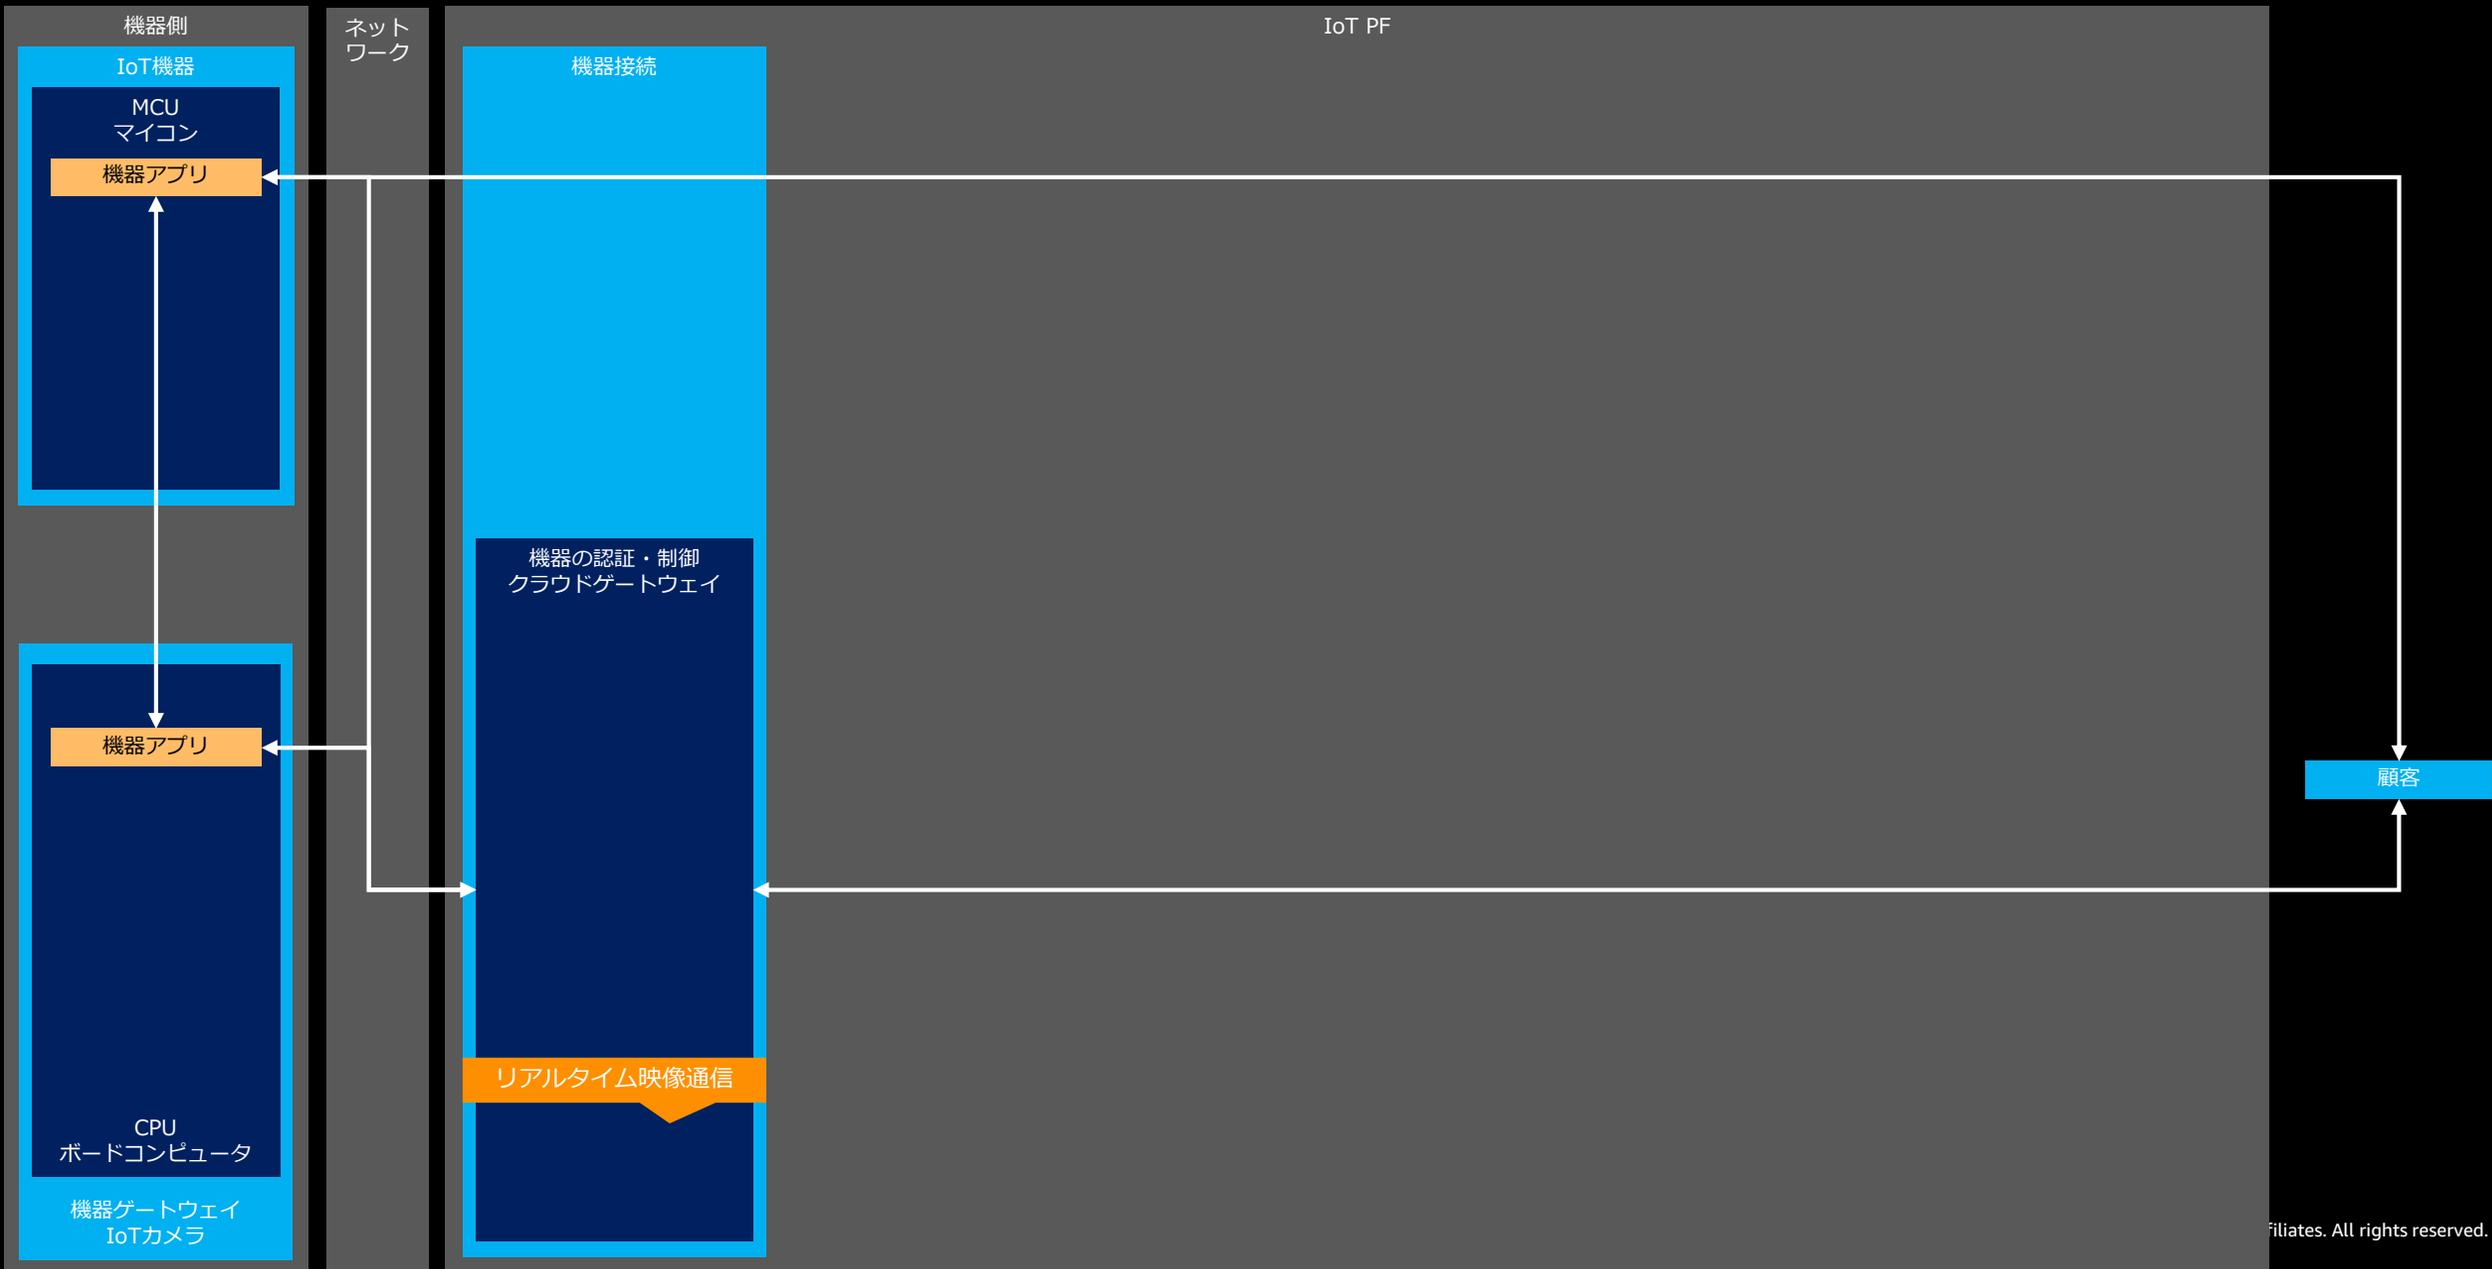 機器側
IoT機器
MCU
マイコン
機器アプリ
機器アプリ
CPU
ボードコンピュータ
機器ゲートウェイ
IoTカメラ
ネット
ワーク
IoT PF
機器接続
機器の認証・制御
クラウドゲートウェイ
リアルタイム映像通信
顧客
filiates. All rights reserved.